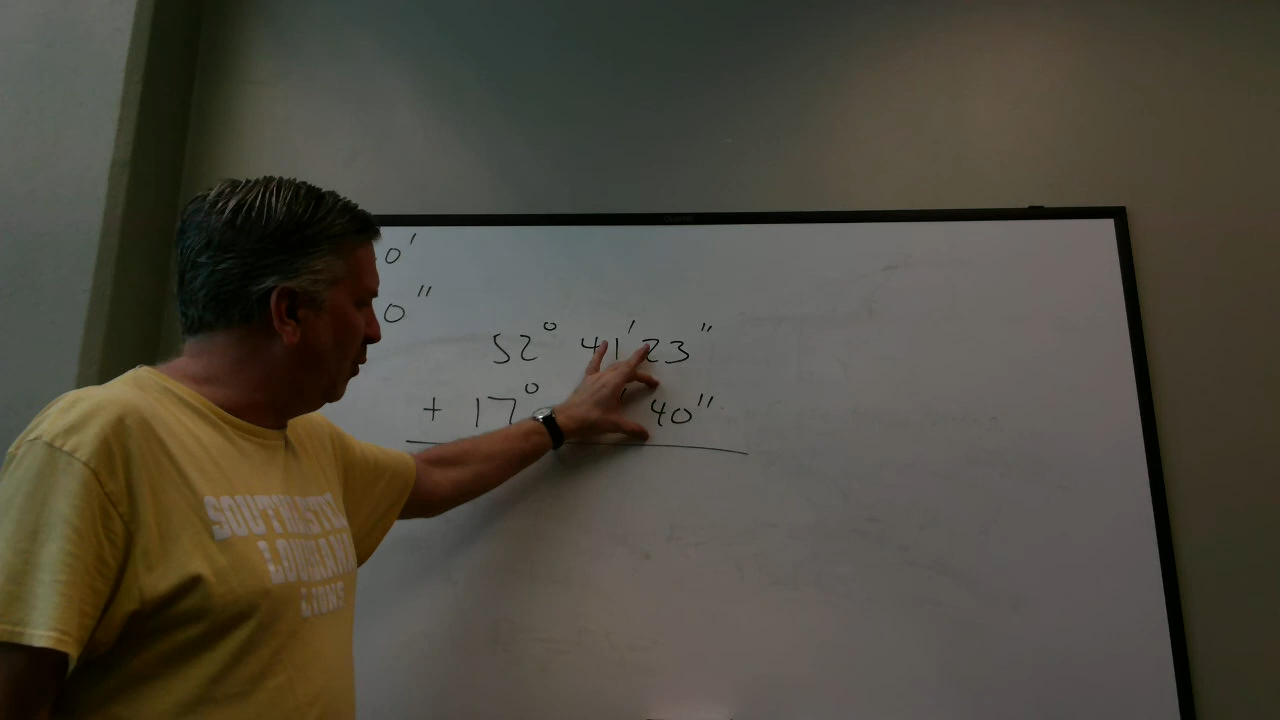 0'
0"
52° 41' 23"
+ 17° ' 40"
SOUTHEASTERN
LOUISIANA
LIONS